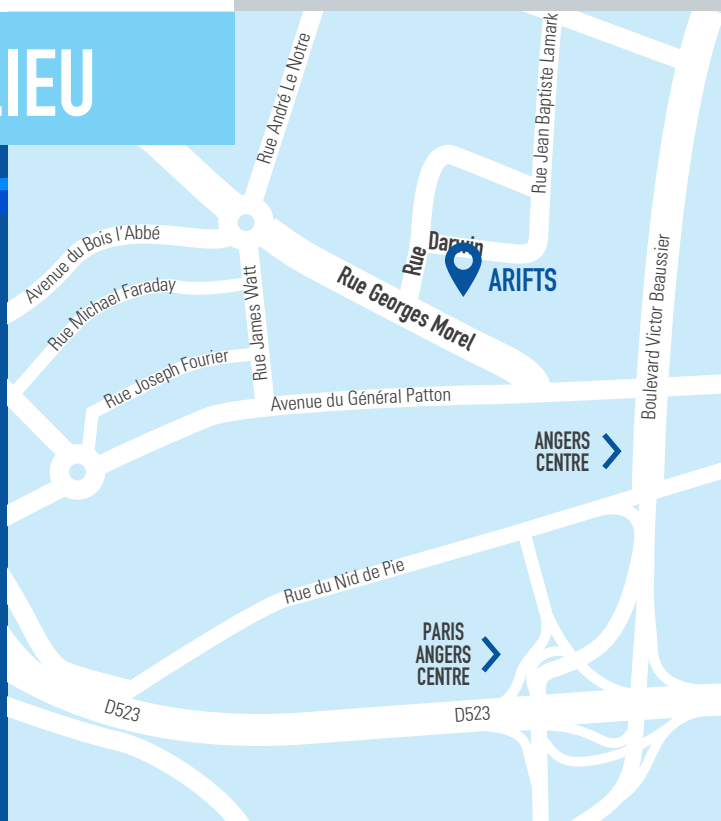 LIEU
Rue André Le Notre
Rue Jean Baptiste Lamark
Avenue du Bois l'Abbé
Rue Darwin
ARIFTS
Rue Michael Faraday
Rue James Watt
Rue Georges Morel
Boulevard Victor Beaussier
Rue Joseph Fourier
Avenue du Général Patton
ANGERS
CENTRE
Rue du Nid de Pie
PARIS
ANGERS
CENTRE
D523
D523